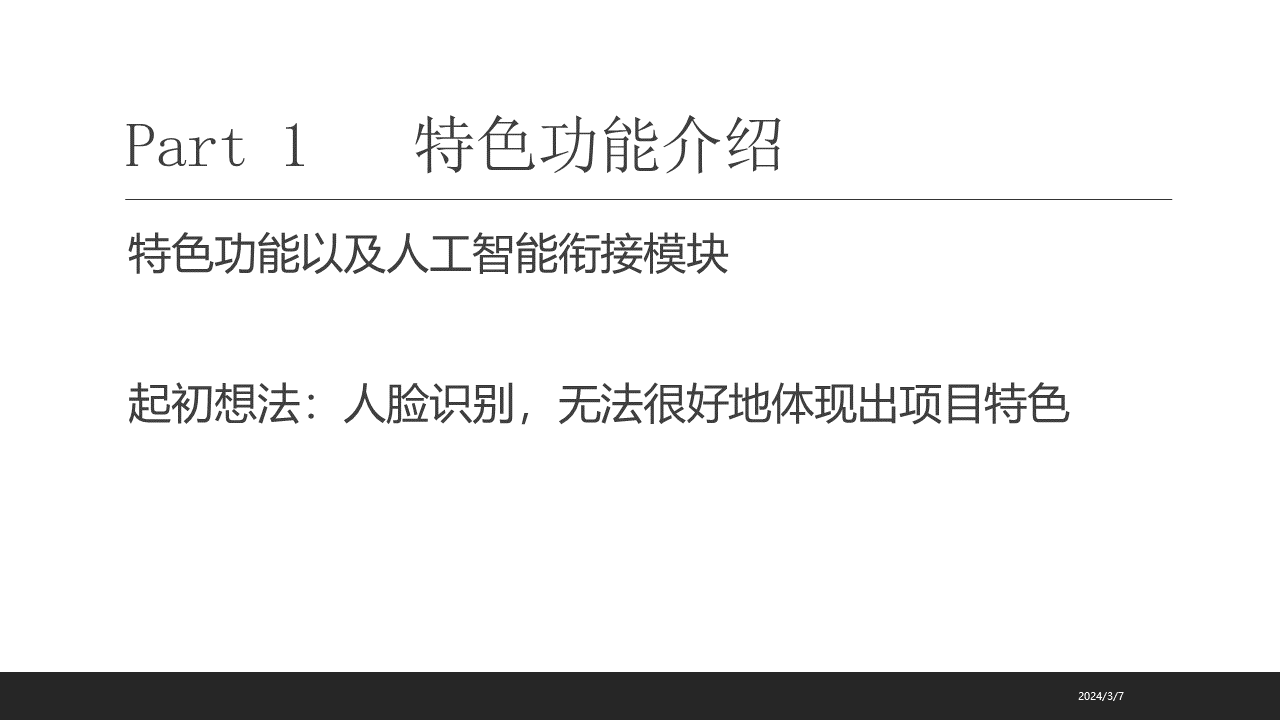 Part 1   特色功能介绍
特色功能以及人工智能衔接模块
起初想法：人脸识别，无法很好地体现出项目特色
2024/3/7